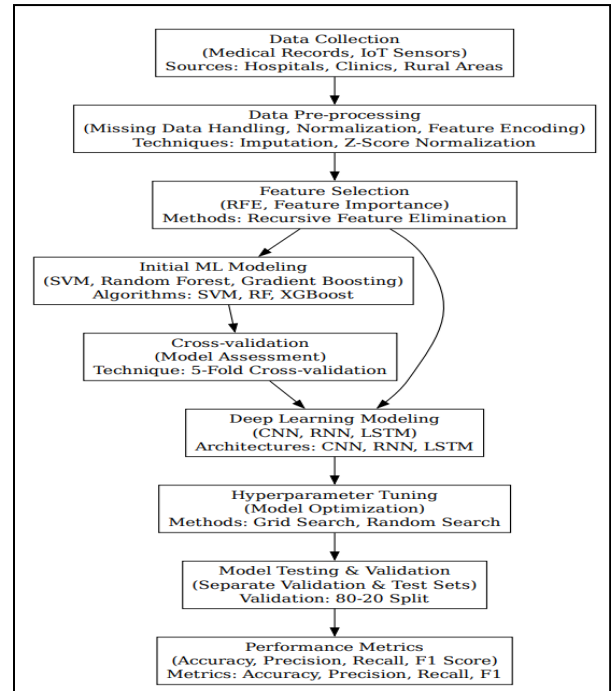 Data Collection
(Medical Records, IoT Sensors)
Sources: Hospitals, Clinics, Rural Areas
Data Pre-processing
(Missing Data Handling, Normalization, Feature Encoding)
Techniques: Imputation, Z-Score Normalization
Feature Selection
(RFE, Feature Importance)
Methods: Recursive Feature Elimination
Initial ML Modeling
(SVM, Random Forest, Gradient Boosting)
Algorithms: SVM, RF, XGBoost
Cross-validation
(Model Assessment)
Technique: 5-Fold Cross-validation
Deep Learning Modeling
(CNN, RNN, LSTM)
Architectures: CNN, RNN, LSTM
Hyperparameter Tuning
(Model Optimization)
Methods: Grid Search, Random Search
Model Testing & Validation
(Separate Validation & Test Sets)
Validation: 80-20 Split
Performance Metrics
(Accuracy, Precision, Recall, F1 Score)
Metrics: Accuracy, Precision, Recall, F1